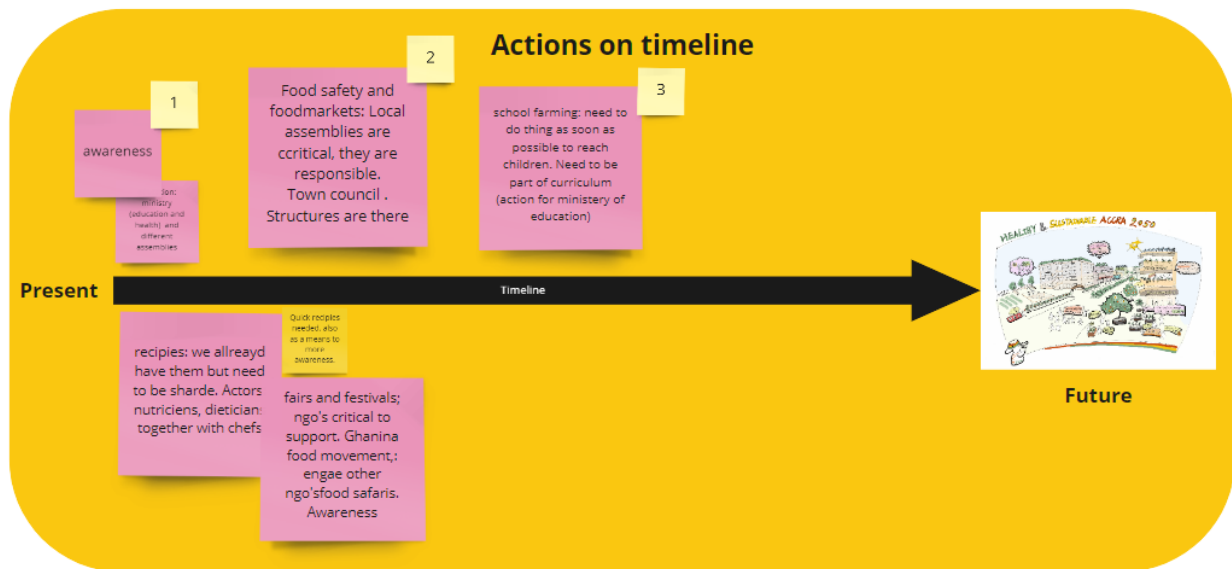 Actions on timeline
1
awareness
ministry
(education and
health) and
different
assemblies
2
Food safety and
foodmarkets: Local
assemblies are
ccritical, they are
responsible.
Town council .
Structures are there
3
school farming: need to
do thing as soon as
possible to reach
children. Need to be
part of curriculum
(action for ministery of
education)
Present
Timeline
HEALTHY & SUSTAINABLE ACCRA 2050
Future
recipies: we allreayd
have them but need
to be sharde. Actors
nutriciens, dietician
together with chefs
Quick recipies
needed. also
as a means to
more
awareness.
fairs and festivals;
ngo's critical to
support. Ghanina
food movement,:
engae other
ngo'sfood safaris.
Awareness